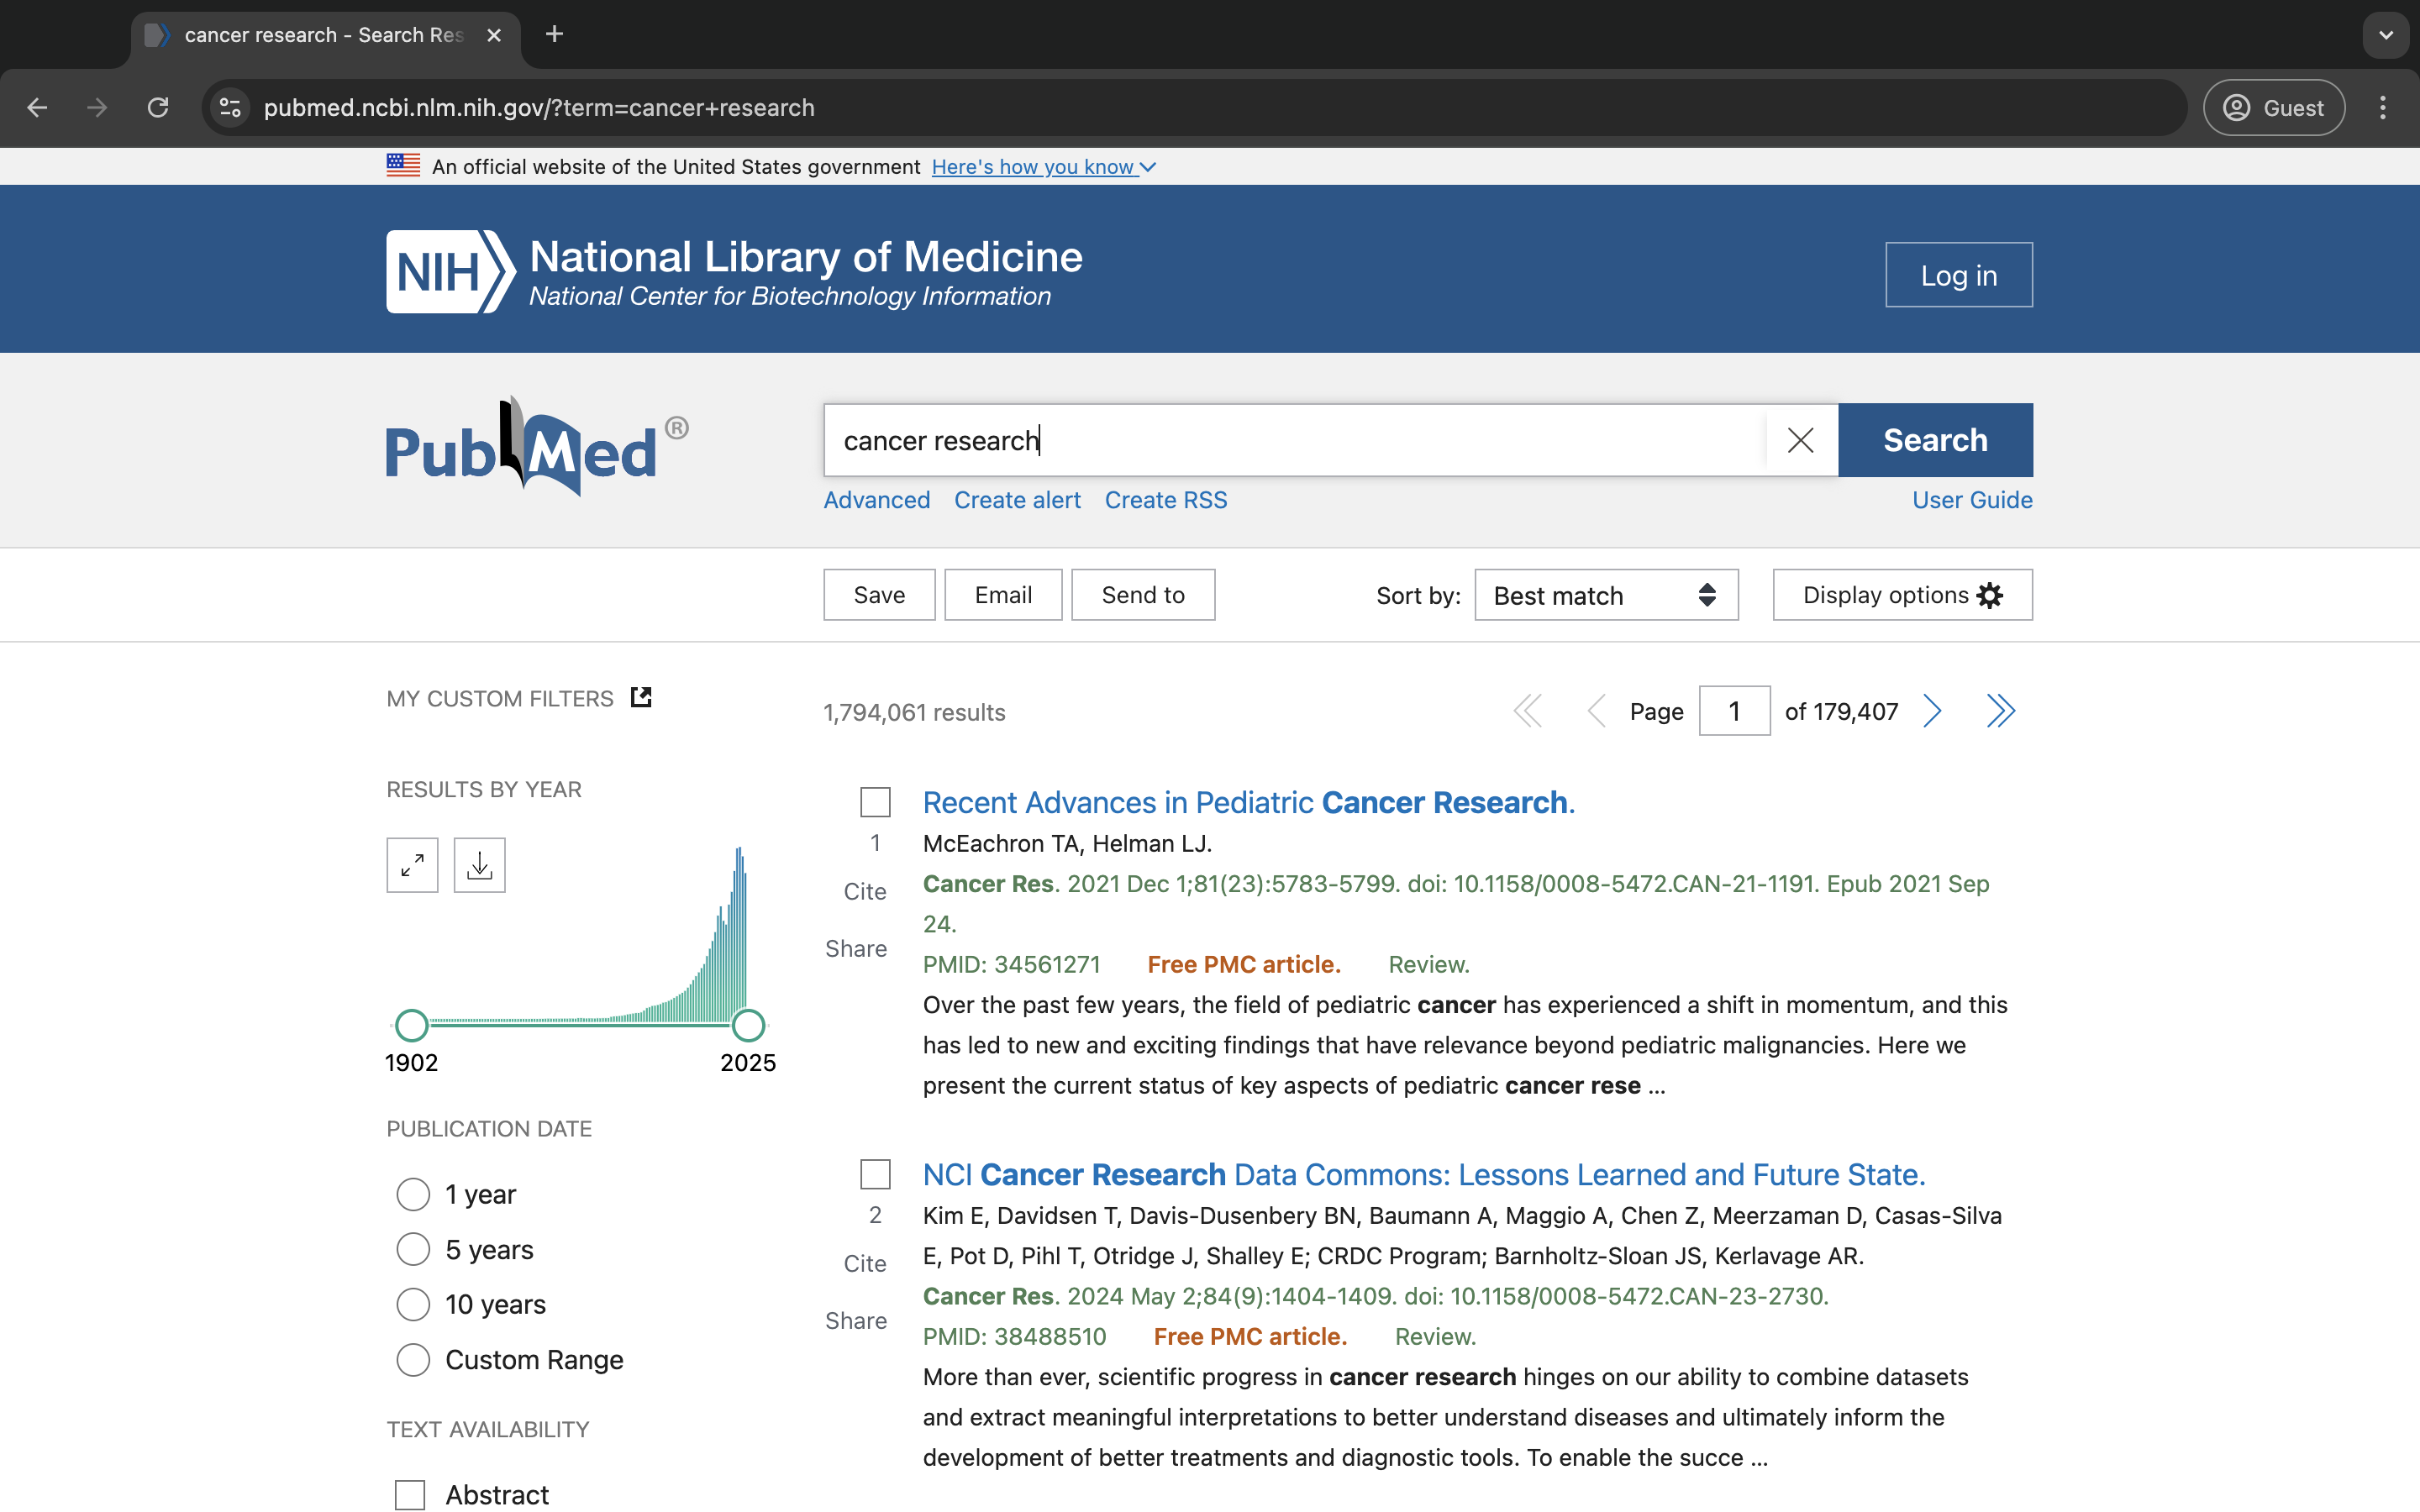 cancer research - Search Res
pubmed.ncbi.nlm.nih.gov/?term=cancer+research
Guest
An official website of the United States government Here's how you know
NIH National Library of Medicine
National Center for Biotechnology Information
Log in
PubMed®
cancer research
Search
Advanced Create alert Create RSS
User Guide
Save Email Send to
Sort by: Best match
Display options
MY CUSTOM FILTERS
1,794,061 results
Page 1 of 179,407
RESULTS BY YEAR
1902 2025
PUBLICATION DATE
1 year
5 years
10 years
Custom Range
TEXT AVAILABILITY
Abstract
1
Cite
Share
Recent Advances in Pediatric Cancer Research.
McEachron TA, Helman LJ.
Cancer Res. 2021 Dec 1;81(23):5783-5799. doi: 10.1158/0008-5472.CAN-21-1191. Epub 2021 Sep
24.
PMID: 34561271 Free PMC article. Review.
Over the past few years, the field of pediatric cancer has experienced a shift in momentum, and this
has led to new and exciting findings that have relevance beyond pediatric malignancies. Here we
present the current status of key aspects of pediatric cancer rese ...
2
Cite
Share
NCI Cancer Research Data Commons: Lessons Learned and Future State.
Kim E, Davidsen T, Davis-Dusenbery BN, Baumann A, Maggio A, Chen Z, Meerzaman D, Casas-Silva
E, Pot D, Pihl T, Otridge J, Shalley E; CRDC Program; Barnholtz-Sloan JS, Kerlavage AR.
Cancer Res. 2024 May 2;84(9):1404-1409. doi: 10.1158/0008-5472.CAN-23-2730.
PMID: 38488510 Free PMC article. Review.
More than ever, scientific progress in cancer research hinges on our ability to combine datasets
and extract meaningful interpretations to better understand diseases and ultimately inform the
development of better treatments and diagnostic tools. To enable the succe ...